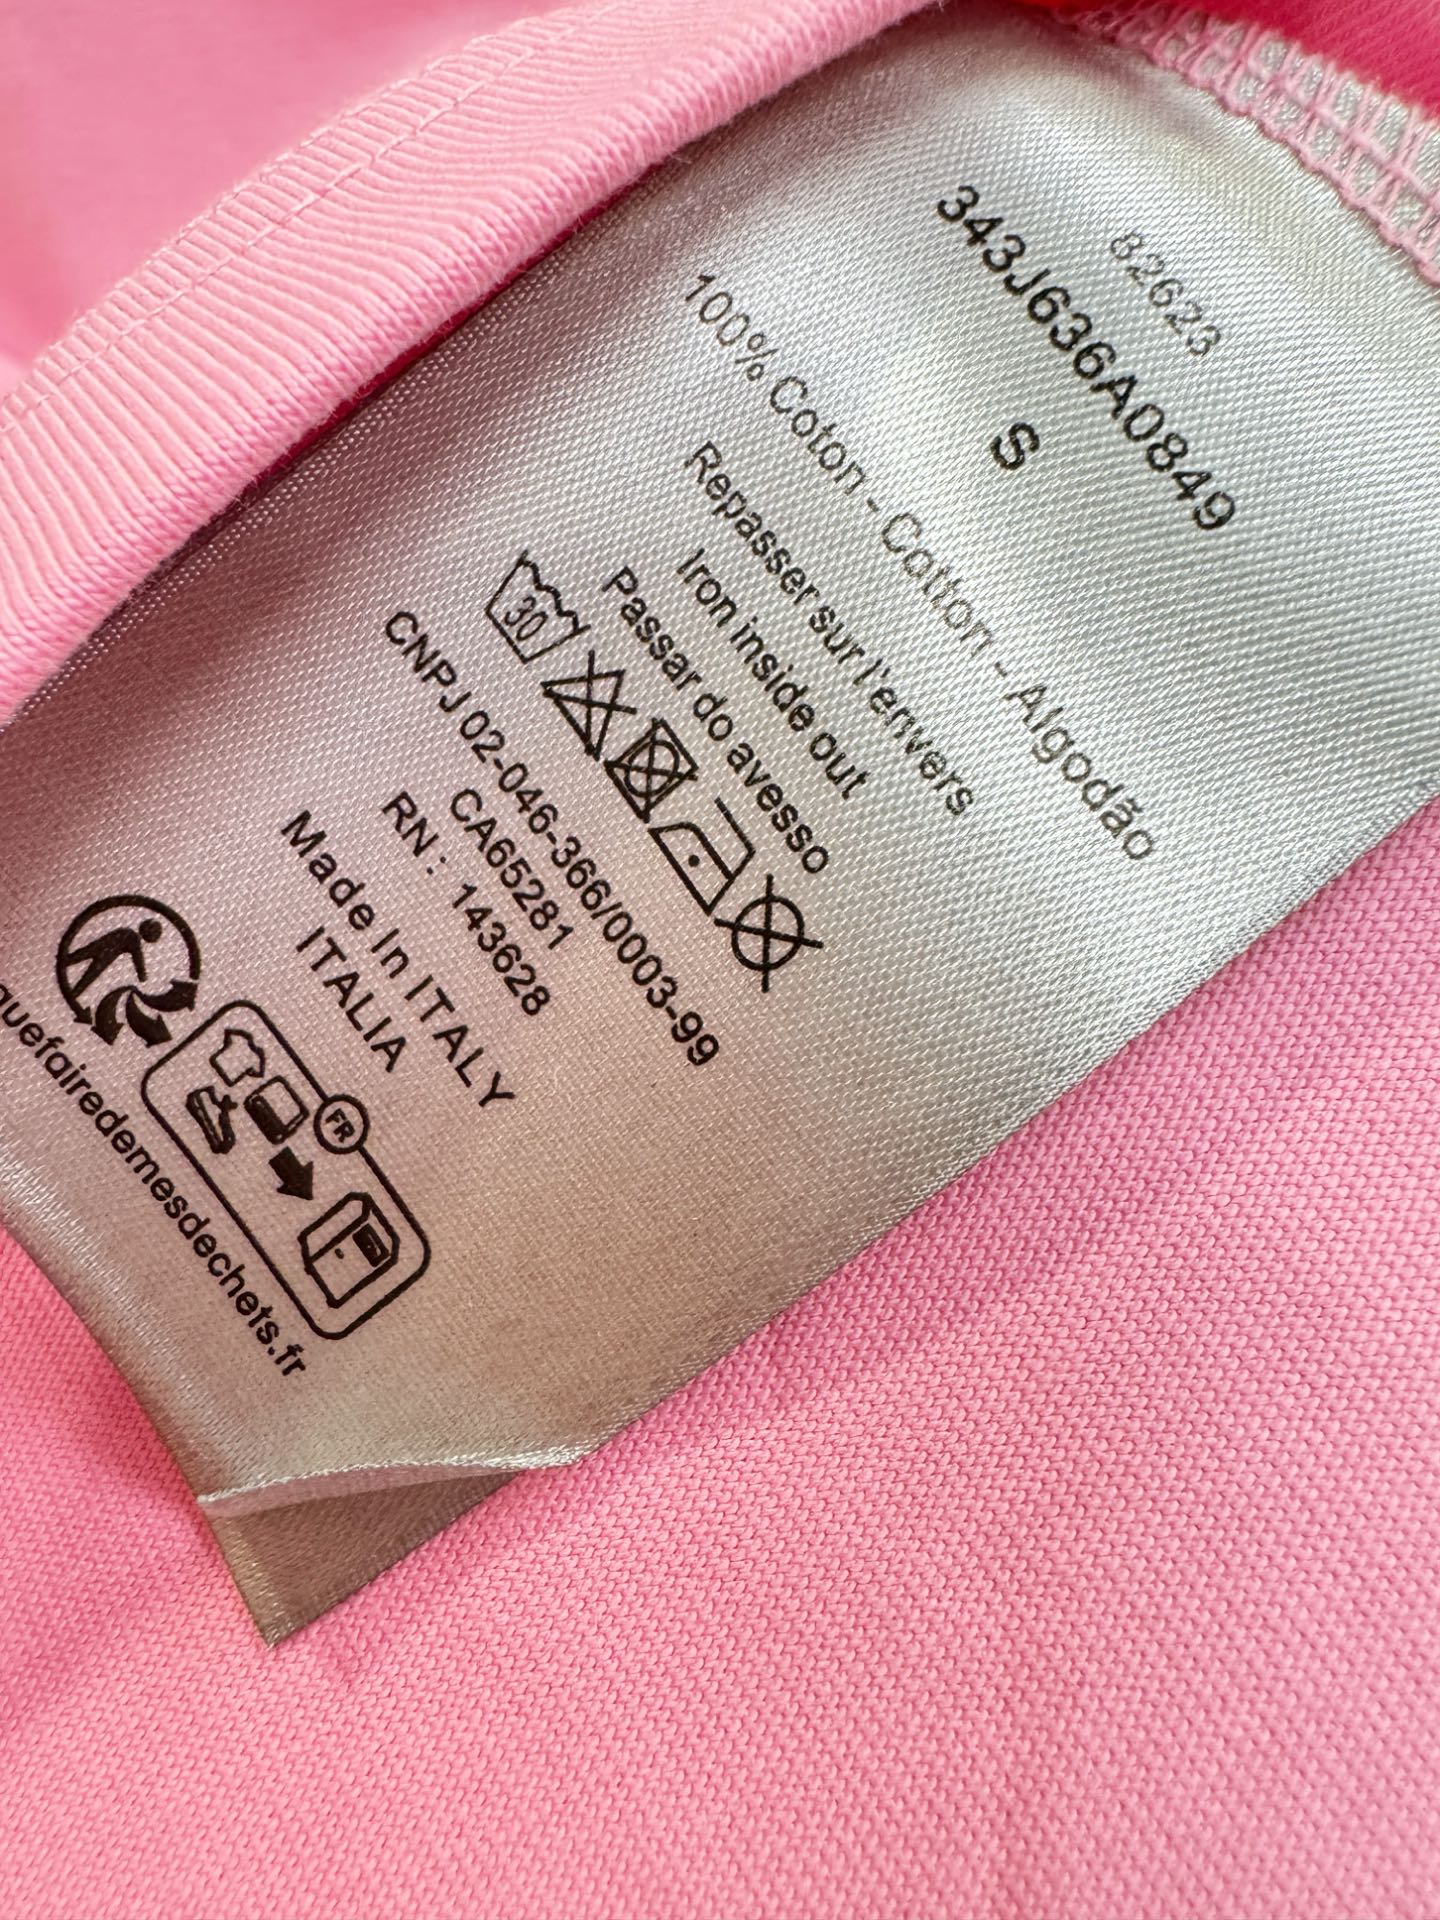 82623
343J636A0849
S
100% Coton - Cotton - Algodão
Repasser sur l'envers
Iron inside out
Passar do avesso
30
CNPJ 02-046-366/0003-99
CA65281
RN : 143628
Made In ITALY
ITALIA
FR
quefairedemesdechets.fr